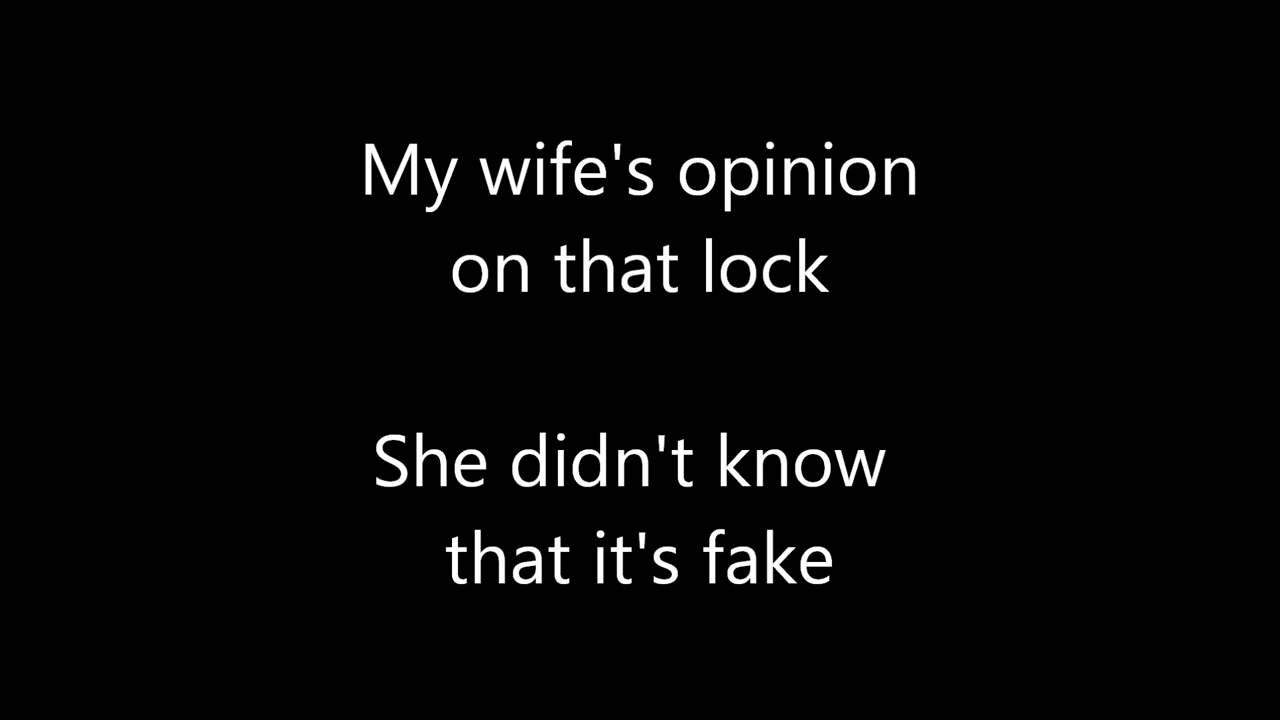 My wife's opinion
on that lock
She didn't know
that it's fake